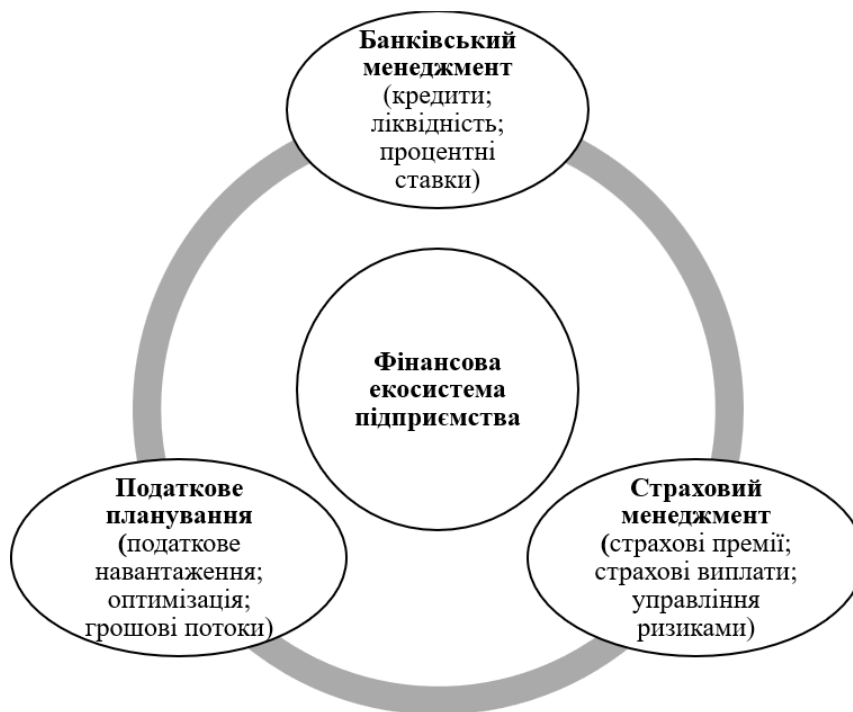 Банківський
менеджмент
(кредити;
ліквідність;
процентні
ставки)
Фінансова
екосистема
підприємства
Податкове
планування
(податкове
навантаження;
оптимізація;
грошові потоки)
Страховий
менеджмент
(страхові премії;
страхові виплати;
управління
ризиками)